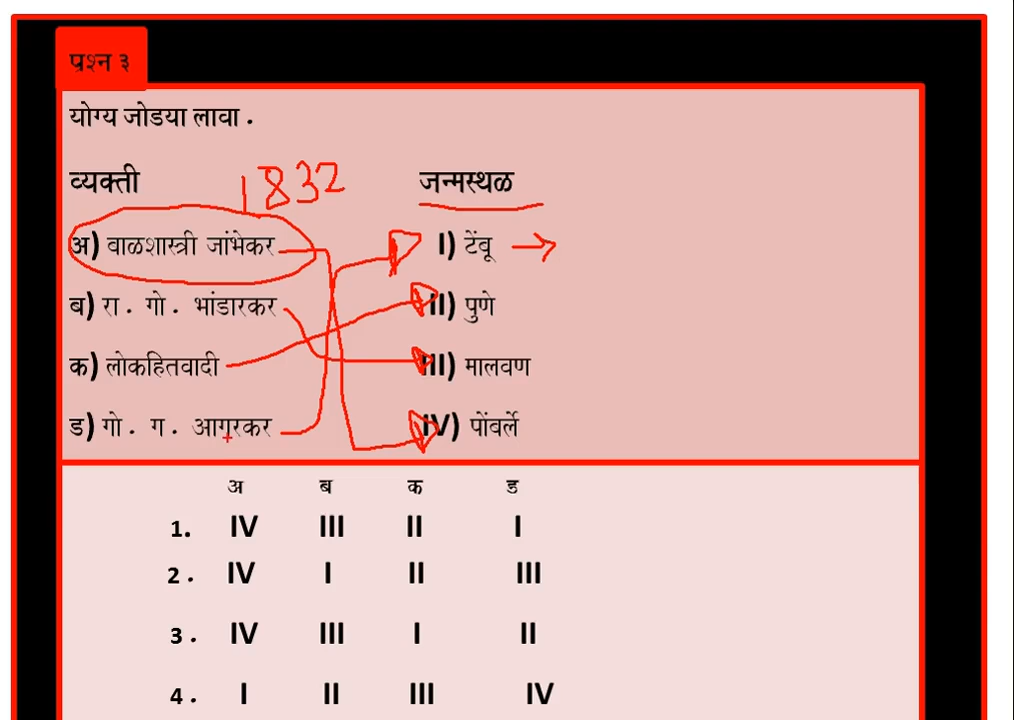 प्रश्न ३
योग्य जोडया लावा .
व्यक्ती 1832 जन्मस्थळ
अ) बाळशास्त्री जांभेकर I) टेंबू
ब) रा . गो . भांडारकर II) पुणे
क) लोकहितवादी III) मालवण
ड) गो . ग . आगरकर IV) पोंवर्ले
अ ब क ड
1. IV III II I
2 . IV I II III
3 . IV III I II
4 . I II III IV